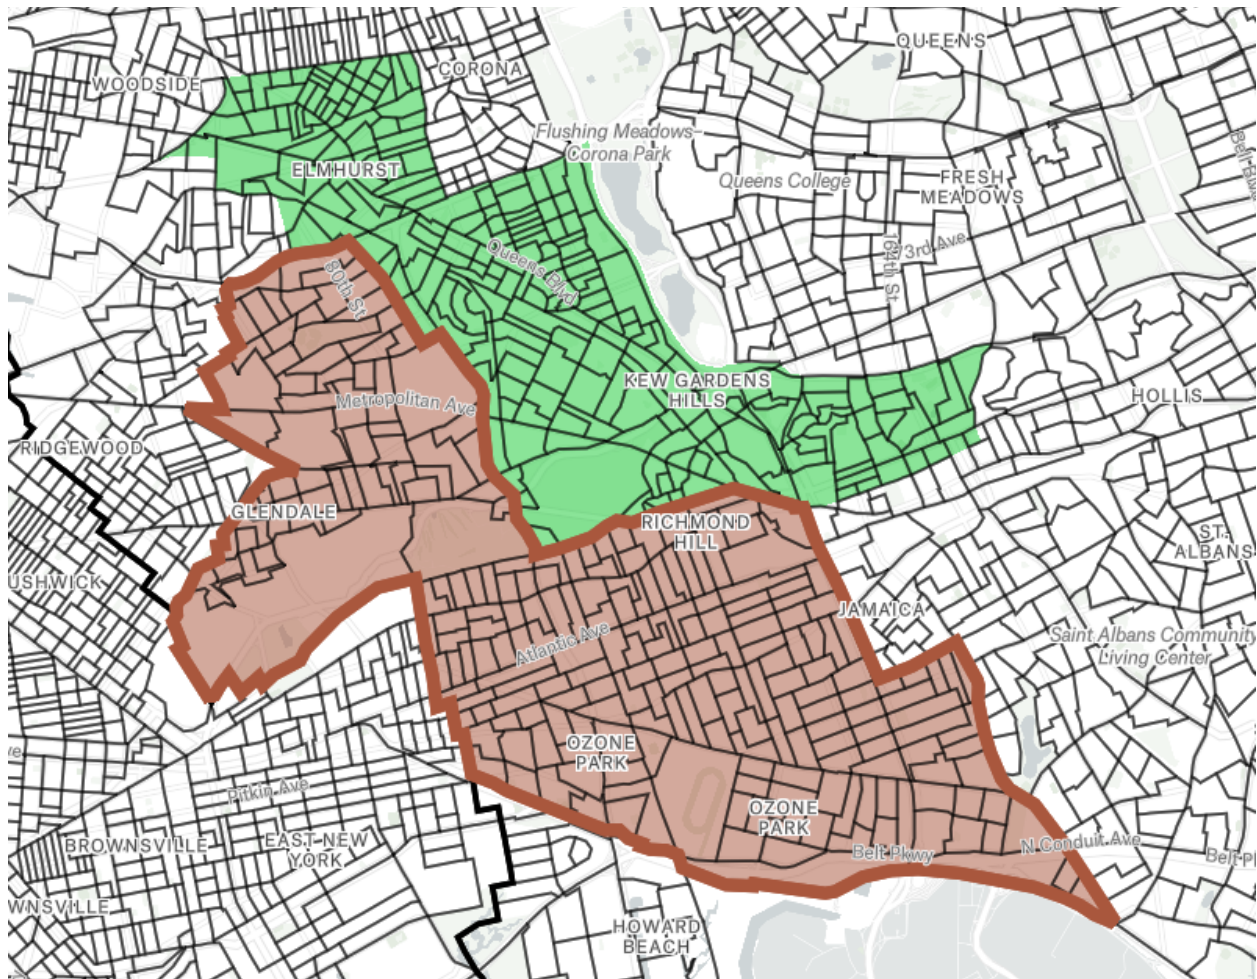 QUEENS
WOODSIDE
CORONA
Flushing Meadows–
Corona Park
ELMHURST
Queens College
FRESH
MEADOWS
Queens Blvd
164th St
73rd Ave
80th St
KEW GARDENS
HILLS
HOLLIS
Metropolitan Ave
RIDGEWOOD
GLENDALE
RICHMOND
HILL
ST.
ALBANS
USHWICK
JAMAICA
Atlantic Ave
Saint Albans Community
Living Center
OZONE
PARK
Pitkin Ave
OZONE
PARK
BROWNSVILLE
EAST NEW
YORK
Belt Pkwy
N Conduit Ave
Belt P
WNSVILLE
HOWARD
BEACH